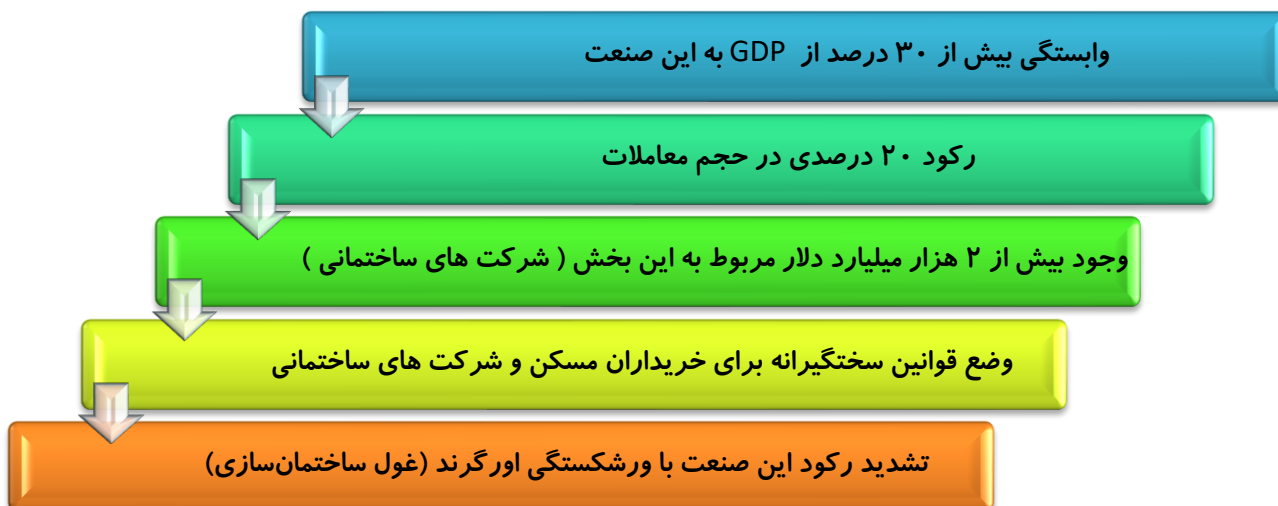 وابستگی بیش از ۳۰ درصد از GDP به این صنعت
رکود ۲۰ درصدی در حجم معاملات
وجود بیش از ۲ هزار میلیارد دلار مربوط به این بخش ( شرکت های ساختمانی )
وضع قوانین سختگیرانه برای خریداران مسکن و شرکت های ساختمانی
تشدید رکود این صنعت با ورشکستگی اورگرند (غول ساختمان‌سازی)